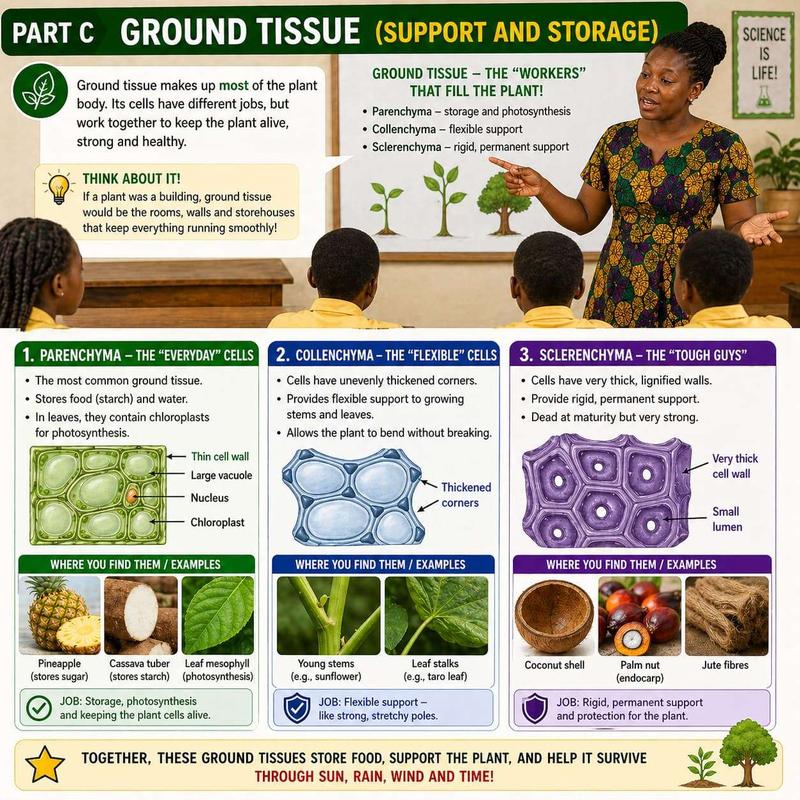 PART C GROUND TISSUE (SUPPORT AND STORAGE)
Ground tissue makes up most of the plant
body. Its cells have different jobs, but
work together to keep the plant alive,
strong and healthy.
THINK ABOUT IT!
If a plant was a building, ground tissue
would be the rooms, walls and storehouses
that keep everything running smoothly!
GROUND TISSUE – THE “WORKERS”
THAT FILL THE PLANT!
• Parenchyma – storage and photosynthesis
• Collenchyma – flexible support
• Sclerenchyma – rigid, permanent support
SCIENCE
IS
LIFE!
1. PARENCHYMA – THE “EVERYDAY” CELLS
• The most common ground tissue.
• Stores food (starch) and water.
• In leaves, they contain chloroplasts
for photosynthesis.
Thin cell wall
Large vacuole
Nucleus
Chloroplast
WHERE YOU FIND THEM / EXAMPLES
Pineapple
(stores sugar)
Cassava tuber
(stores starch)
Leaf mesophyll
(photosynthesis)
JOB: Storage, photosynthesis
and keeping the plant cells alive.
2. COLLENCHYMA – THE “FLEXIBLE” CELLS
• Cells have unevenly thickened corners.
• Provides flexible support to growing
stems and leaves.
• Allows the plant to bend without breaking.
Thickened
corners
WHERE YOU FIND THEM / EXAMPLES
Young stems
(e.g., sunflower)
Leaf stalks
(e.g., taro leaf)
JOB: Flexible support –
like strong, stretchy poles.
3. SCLERENCHYMA – THE “TOUGH GUYS”
• Cells have very thick, lignified walls.
• Provide rigid, permanent support.
• Dead at maturity but very strong.
Very thick
cell wall
Small
lumen
WHERE YOU FIND THEM / EXAMPLES
Coconut shell
Palm nut
(endocarp)
Jute fibres
JOB: Rigid, permanent support
and protection for the plant.
TOGETHER, THESE GROUND TISSUES STORE FOOD, SUPPORT THE PLANT, AND HELP IT SURVIVE
THROUGH SUN, RAIN, WIND AND TIME!